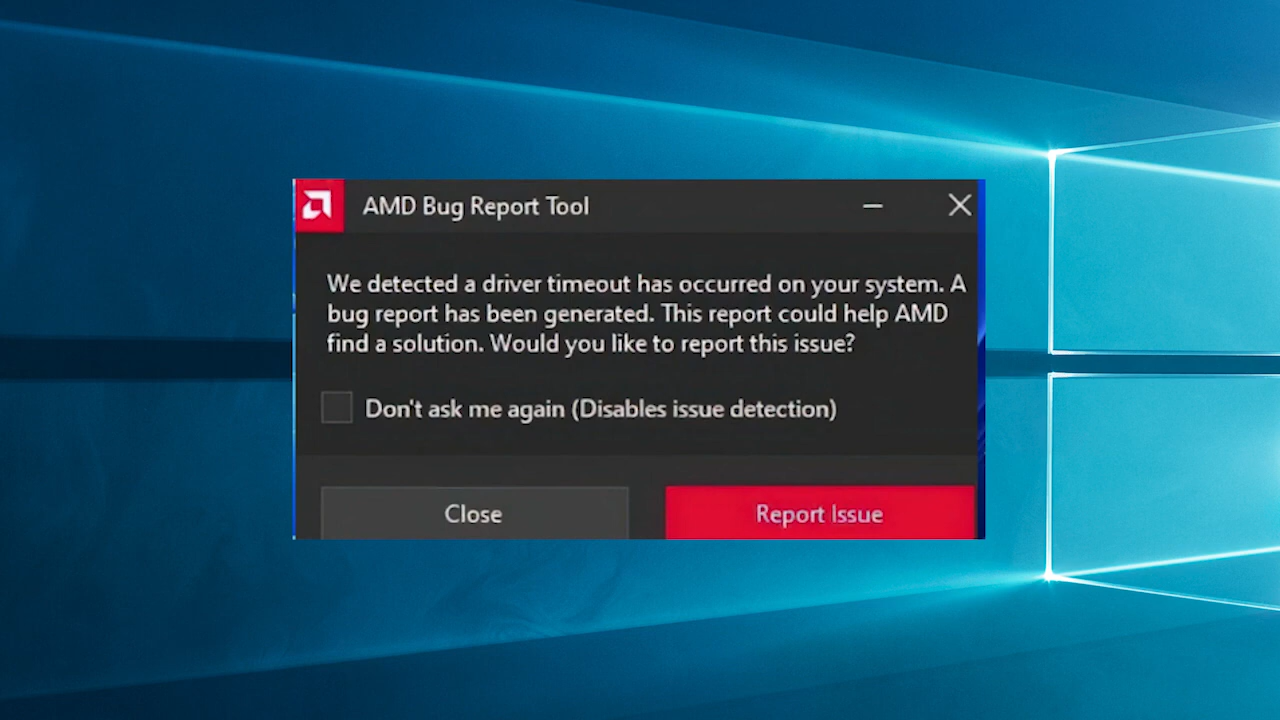 AMD Bug Report Tool
We detected a driver timeout has occurred on your system. A
bug report has been generated. This report could help AMD
find a solution. Would you like to report this issue?
Don't ask me again (Disables issue detection)
Close
Report Issue